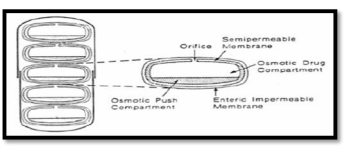 Semipermeable
Membrane
Orifice
Osmotic Drug
Compartment
Osmotic Push
Compartment
Enteric Impermeable
Membrane